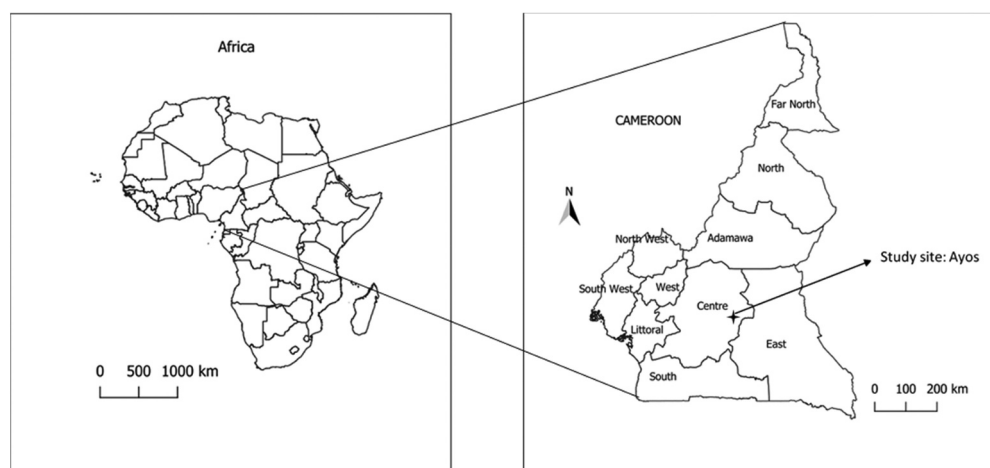 Africa
0 500 1000 km
CAMEROON
N
Far North
North
Adamawa
North West
West
South West
Centre
Littoral
East
South
Study site: Ayos
0 100 200 km